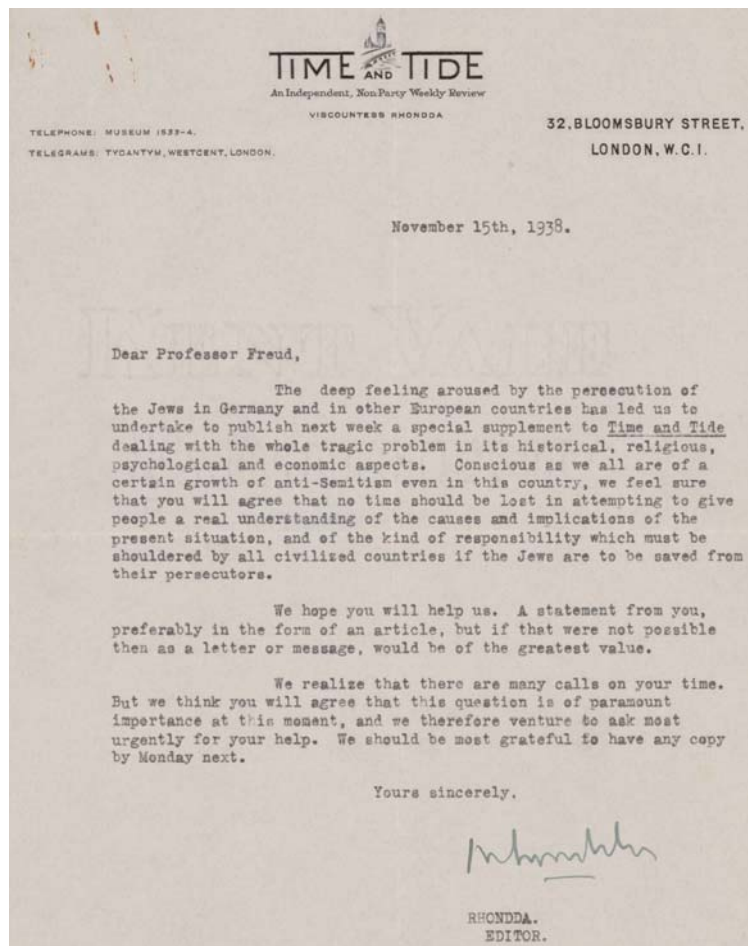 TIME AND TIDE
An Independent, Non Party Weekly Review
VISCOUNTESS RHONDDA
TELEPHONE: MUSEUM 1533-4.
TELEGRAMS: TYDANTYM, WESTCENT, LONDON.
32, BLOOMSBURY STREET,
LONDON, W.C.1.
November 15th, 1938.
Dear Professor Freud,
The deep feeling aroused by the persecution of
the Jews in Germany and in other European countries has led us to
undertake to publish next week a special supplement to Time and Tide
dealing with the whole tragic problem in its historical, religious,
psychological and economic aspects. Conscious as we all are of a
certain growth of anti-Semitism even in this country, we feel sure
that you will agree that no time should be lost in attempting to give
people a real understanding of the causes and implications of the
present situation, and of the kind of responsibility which must be
shouldered by all civilized countries if the Jews are to be saved from
their persecutors.
We hope you will help us. A statement from you,
preferably in the form of an article, but if that were not possible
then as a letter or message, would be of the greatest value.
We realize that there are many calls on your time.
But we think you will agree that this question is of paramount
importance at this moment, and we therefore venture to ask most
urgently for your help. We should be most grateful to have any copy
by Monday next.
Yours sincerely,
Rhondda
RHONDDA.
EDITOR.